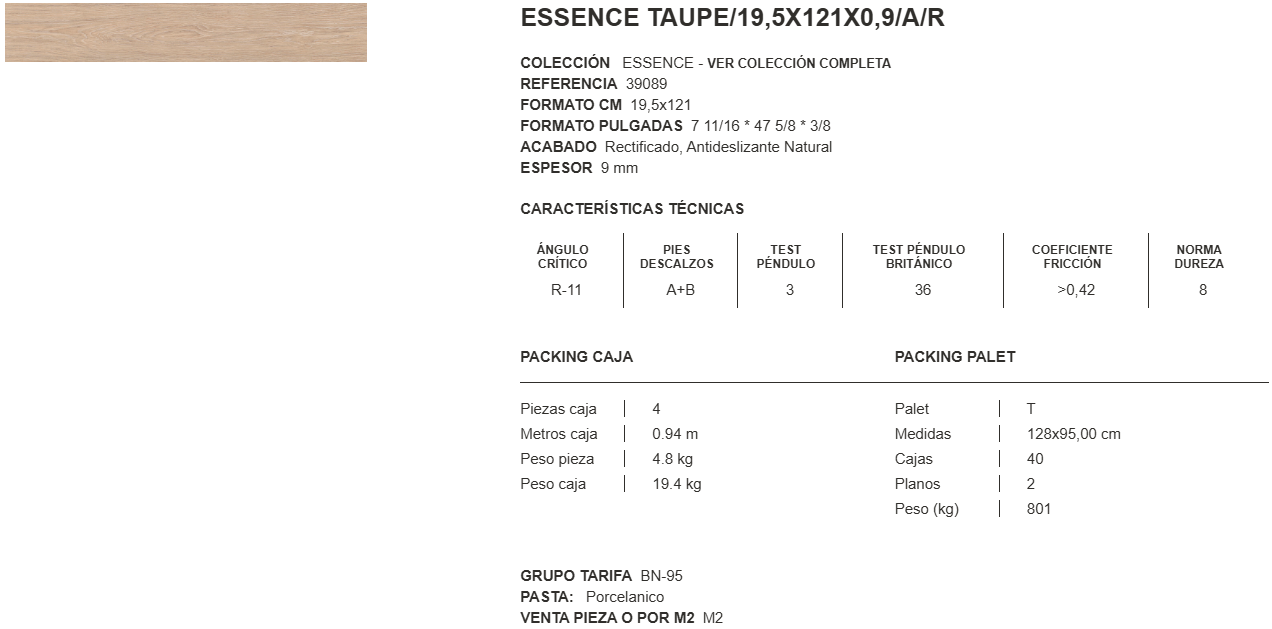 ESSENCE TAUPE/19,5X121X0,9/A/R
COLECCIÓN ESSENCE - VER COLECCIÓN COMPLETA
REFERENCIA 39089
FORMATO CM 19,5x121
FORMATO PULGADAS 7 11/16 * 47 5/8 * 3/8
ACABADO Rectificado, Antideslizante Natural
ESPESOR 9 mm
CARACTERÍSTICAS TÉCNICAS
ÁNGULO CRÍTICO PIES DESCALZOS TEST PÉNDULO TEST PÉNDULO BRITÁNICO COEFICIENTE FRICCIÓN NORMA DUREZA
R-11 A+B 3 36 >0,42 8
PACKING CAJA PACKING PALET
Piezas caja 4 Palet T
Metros caja 0.94 m Medidas 128x95,00 cm
Peso pieza 4.8 kg Cajas 40
Peso caja 19.4 kg Planos 2
Peso (kg) 801
GRUPO TARIFA BN-95
PASTA: Porcelanico
VENTA PIEZA O POR M2 M2